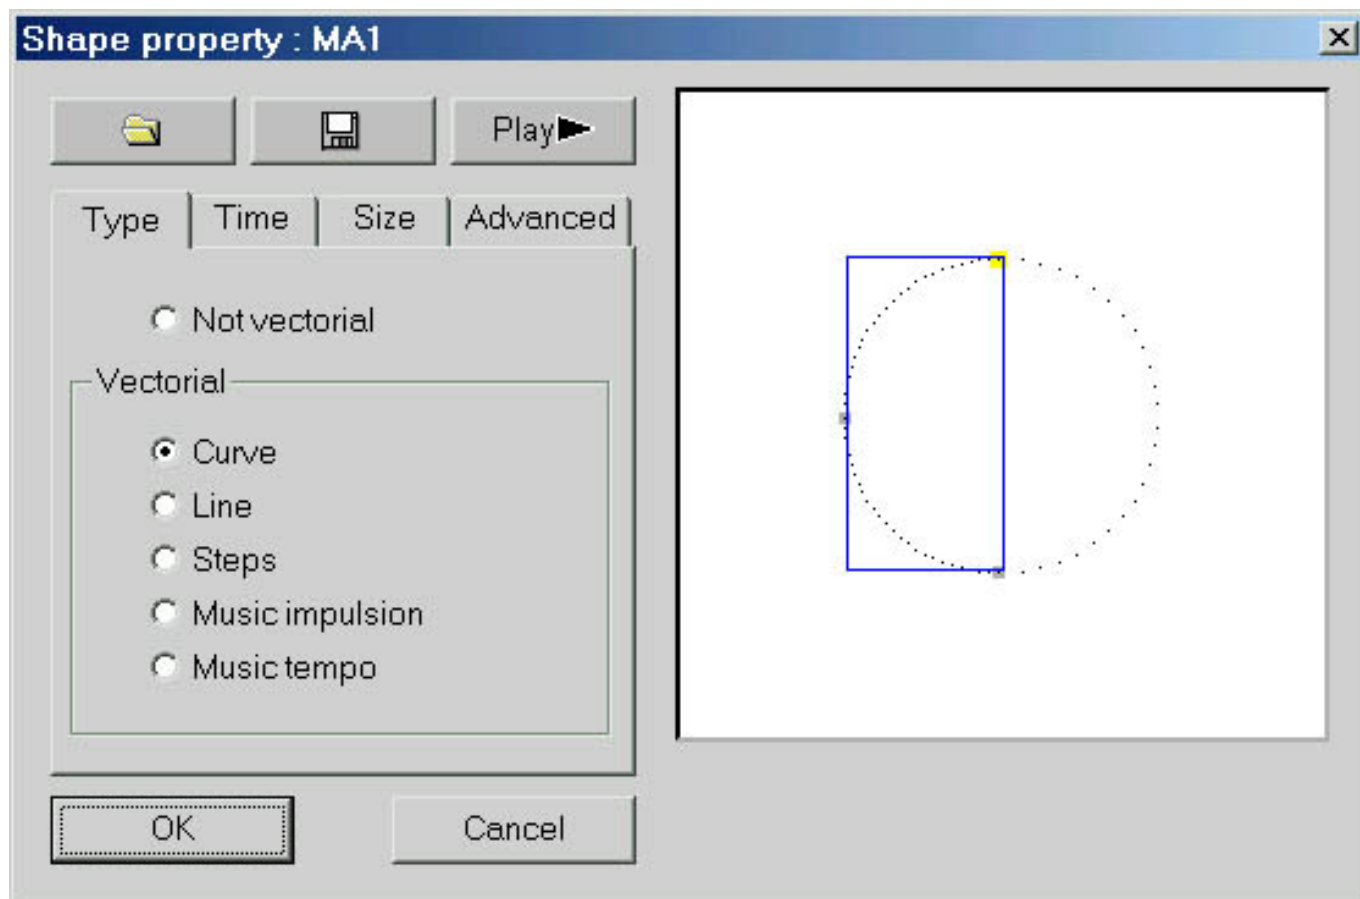 Shape property : MA1
Play
Type Time Size Advanced
Not vectorial
Vectorial
Curve
Line
Steps
Music impulsion
Music tempo
OK Cancel